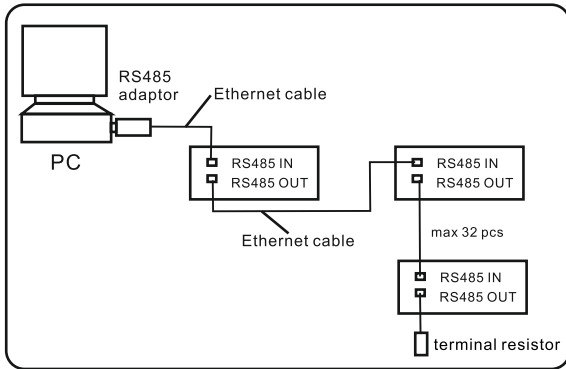 RS485
adaptor
Ethernet cable
PC
RS485 IN
RS485 OUT
RS485 IN
RS485 OUT
Ethernet cable
max 32 pcs
RS485 IN
RS485 OUT
terminal resistor